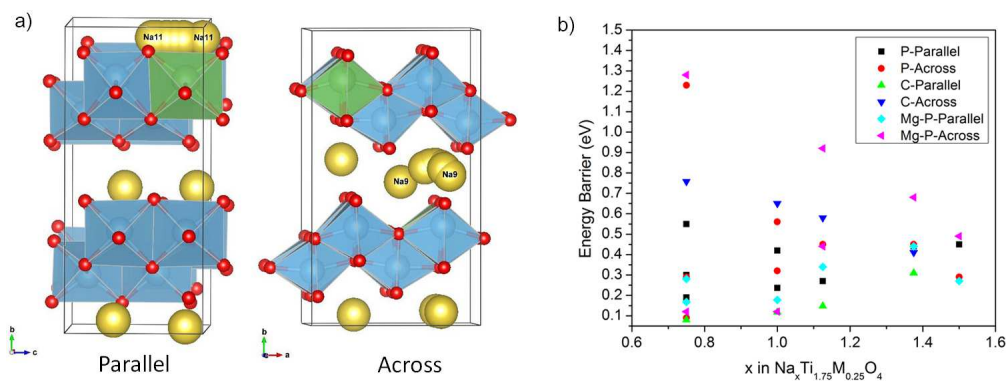 a)
Na11 Na11
b
c
Parallel
Na9 Na9
b
a
Across
b)
Energy Barrier (eV)
1.5
1.4
1.3
1.2
1.1
1.0
0.9
0.8
0.7
0.6
0.5
0.4
0.3
0.2
0.1
P-Parallel
P-Across
C-Parallel
C-Across
Mg-P-Parallel
Mg-P-Across
0.6 0.8 1.0 1.2 1.4 1.6
x in NaₓTi₁.₇₅M₀.₂₅O₄